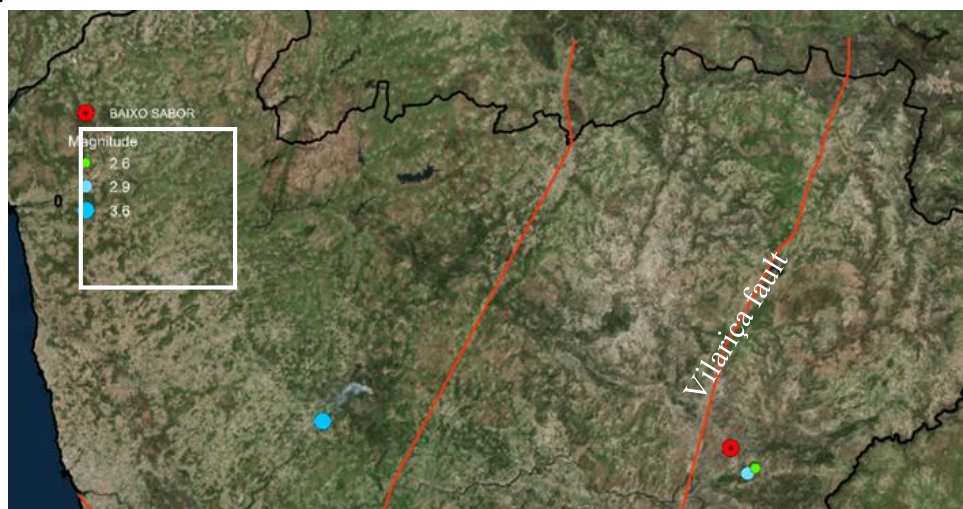 BAIXO SABOR
Magnitude
2.6
2.9
3.6
0
Vilariça fault